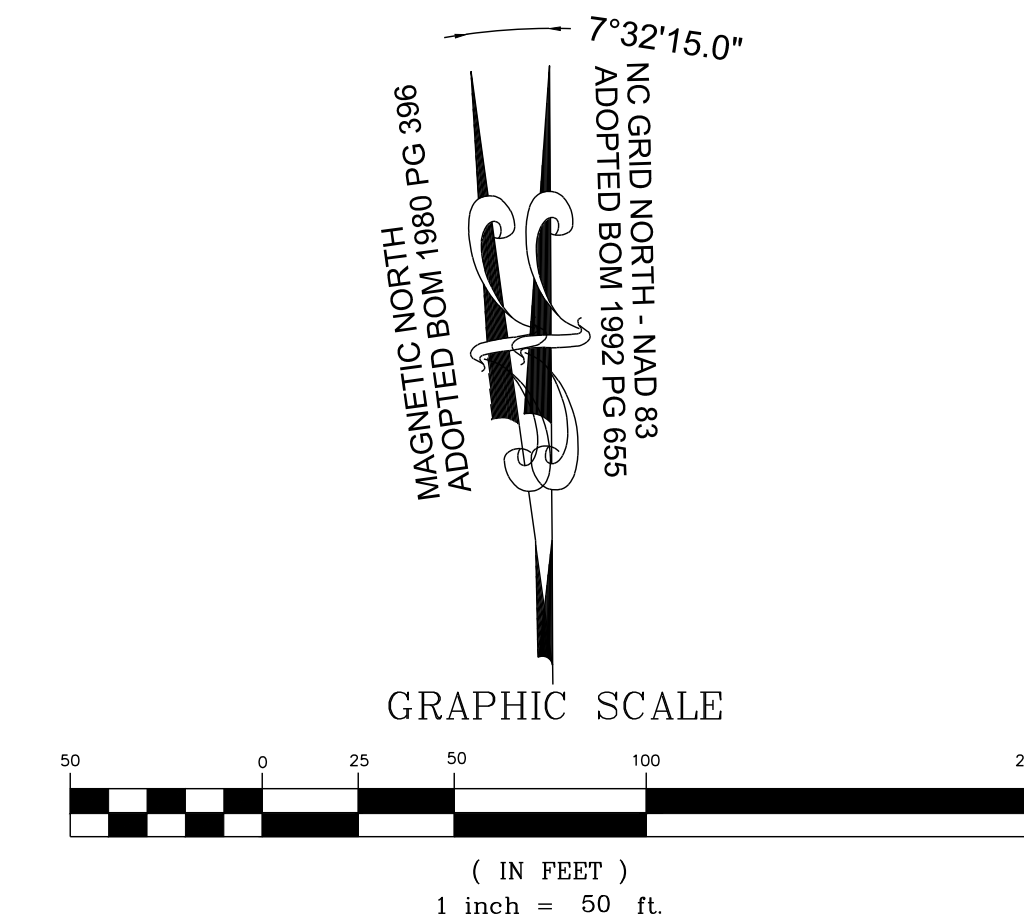 7°32'15.0"
MAGNETIC NORTH
ADOPTED BOM 1980 PG 396
NC GRID NORTH - NAD 83
ADOPTED BOM 1992 PG 655
GRAPHIC SCALE
50 0 25 50 100
( IN FEET )
1 inch = 50 ft.